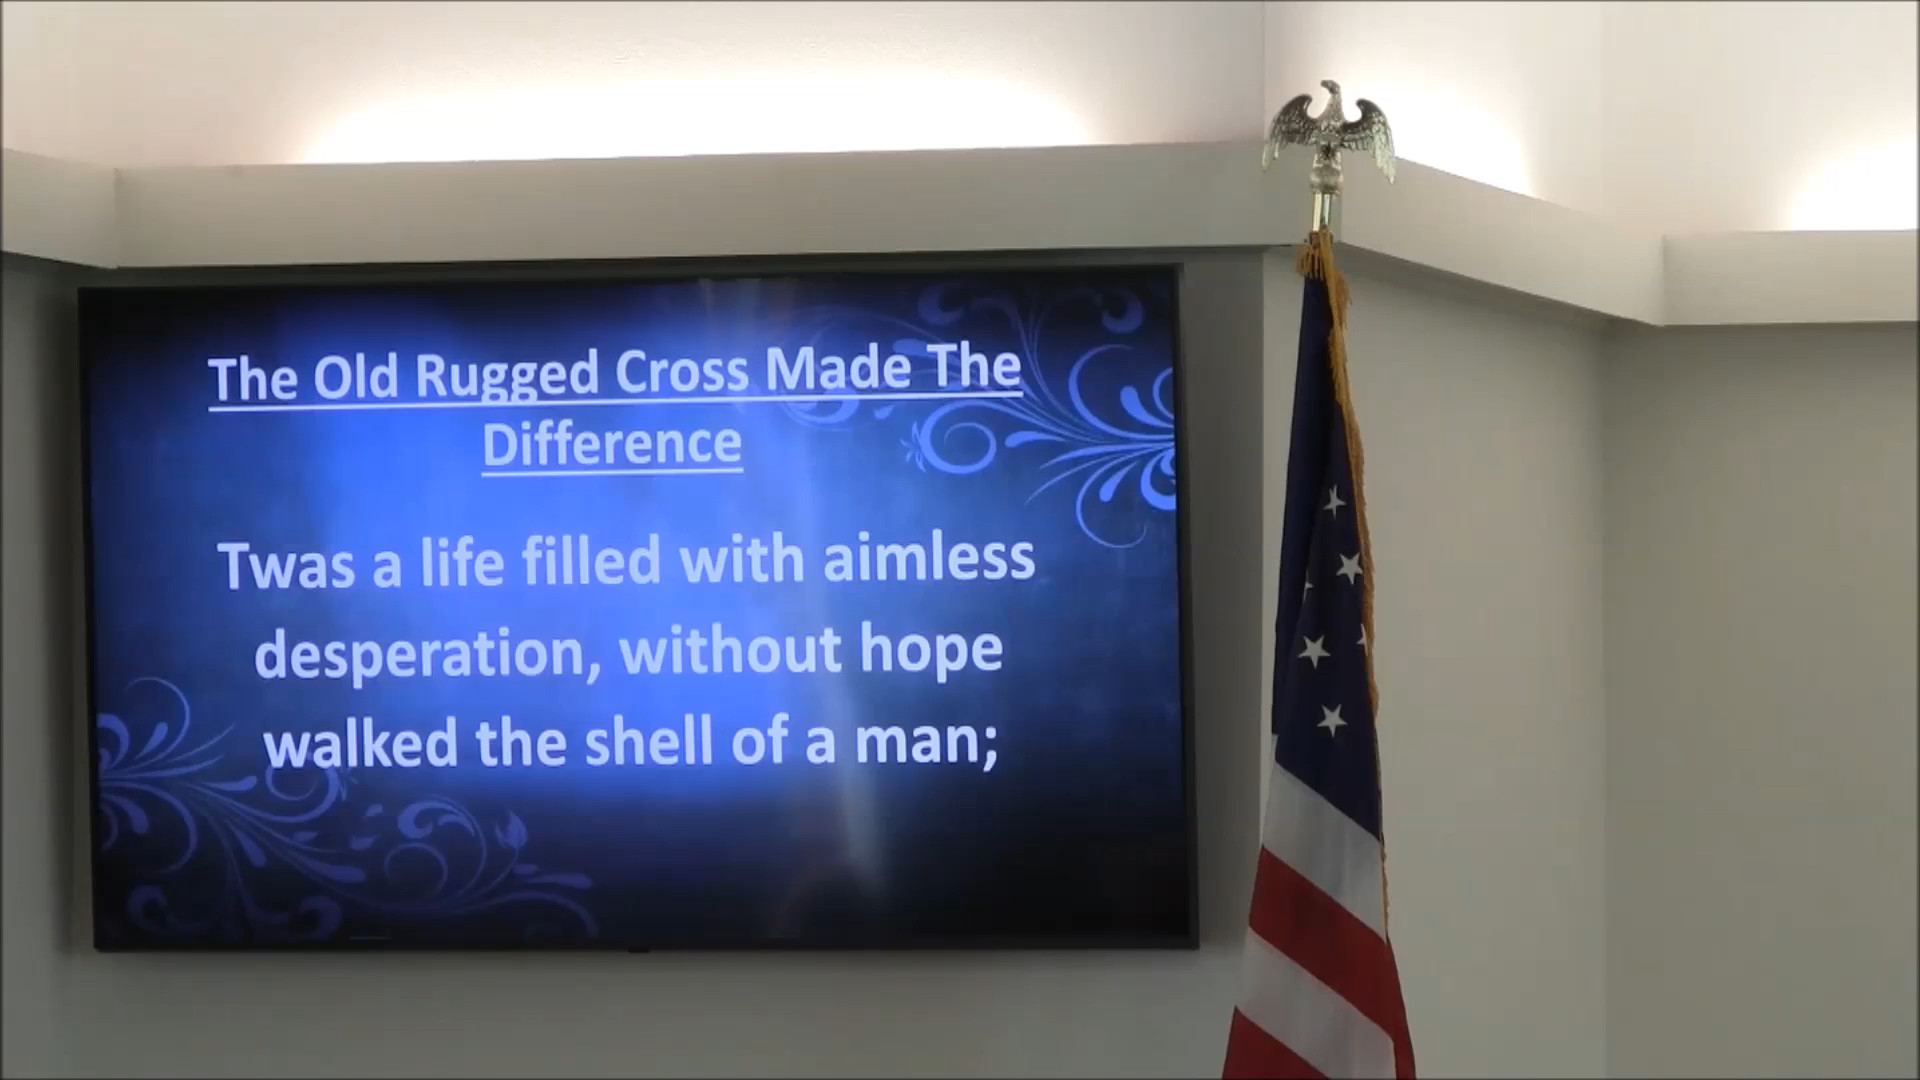 The Old Rugged Cross Made The
Difference
Twas a life filled with aimless
desperation, without hope
walked the shell of a man;